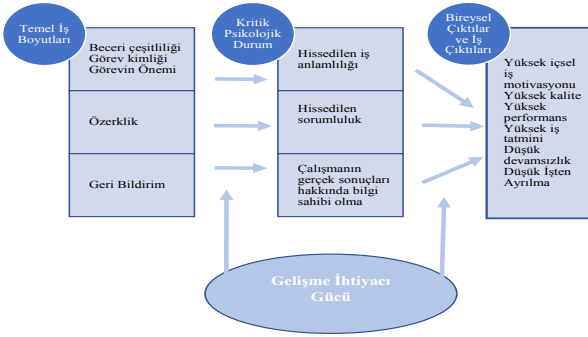 Temel İş
Boyutları
Kritik
Psikolojik
Durum
Bireysel
Çıktılar
ve İş
Çıktıları
Beceri çeşitliliği
Görev kimliği
Görevin Önemi
Hissedilen iş
anlamlılığı
Yüksek içsel
iş
motivasyonu
Yüksek kalite
Yüksek
performans
Yüksek iş
tatmini
Düşük
devamsızlık
Düşük İşten
Ayrılma
Özerklik
Hissedilen
sorumluluk
Geri Bildirim
Çalışmanın
gerçek sonuçları
hakkında bilgi
sahibi olma
Gelişme İhtiyacı
Gücü